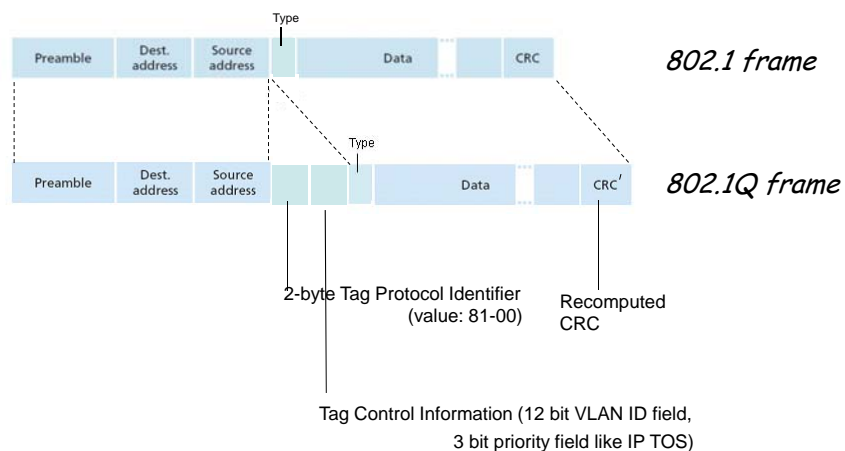 Type
Preamble
Dest.
address
Source
address
Data
CRC
802.1 frame
Type
Preamble
Dest.
address
Source
address
Data
CRC'
802.1Q frame
2-byte Tag Protocol Identifier
(value: 81-00)
Recomputed
CRC
Tag Control Information (12 bit VLAN ID field,
3 bit priority field like IP TOS)